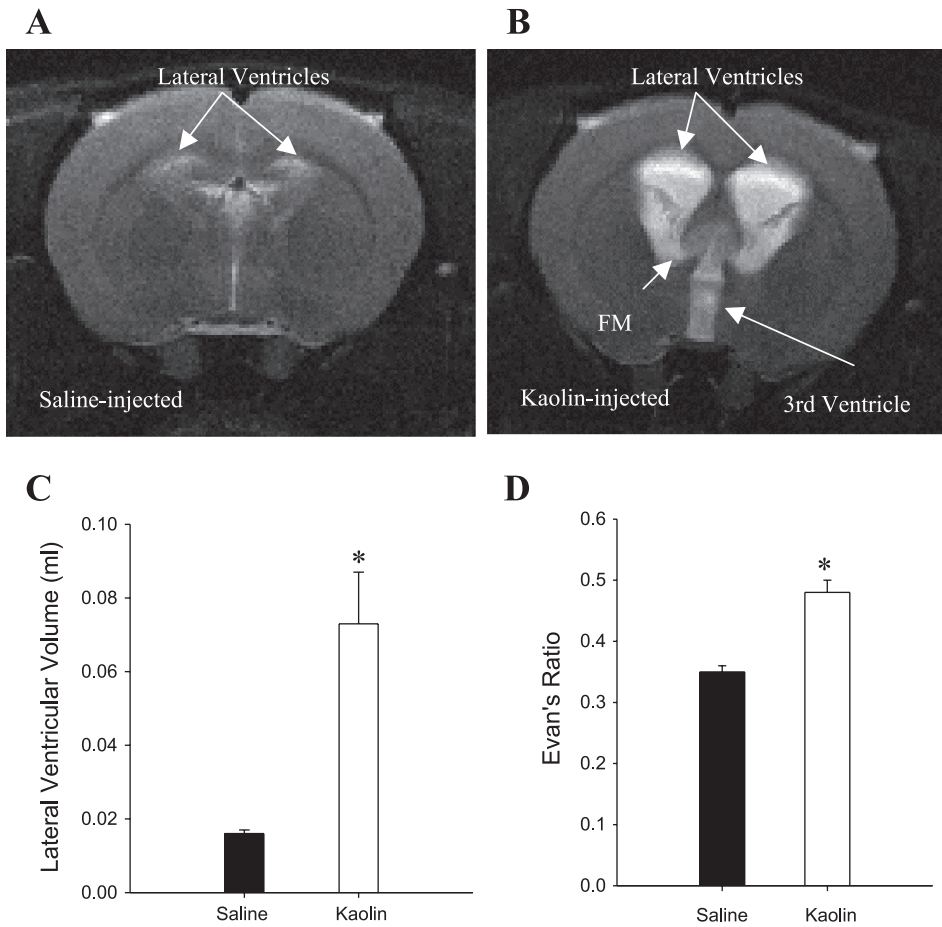 A
Lateral Ventricles
Saline-injected
B
Lateral Ventricles
FM
Kaolin-injected
3rd Ventricle
C
Lateral Ventricular Volume (ml)
0.10
0.08
0.06
0.04
0.02
0.00
*
Saline Kaolin
D
Evan's Ratio
0.6
0.5
0.4
0.3
0.2
0.1
0.0
*
Saline Kaolin